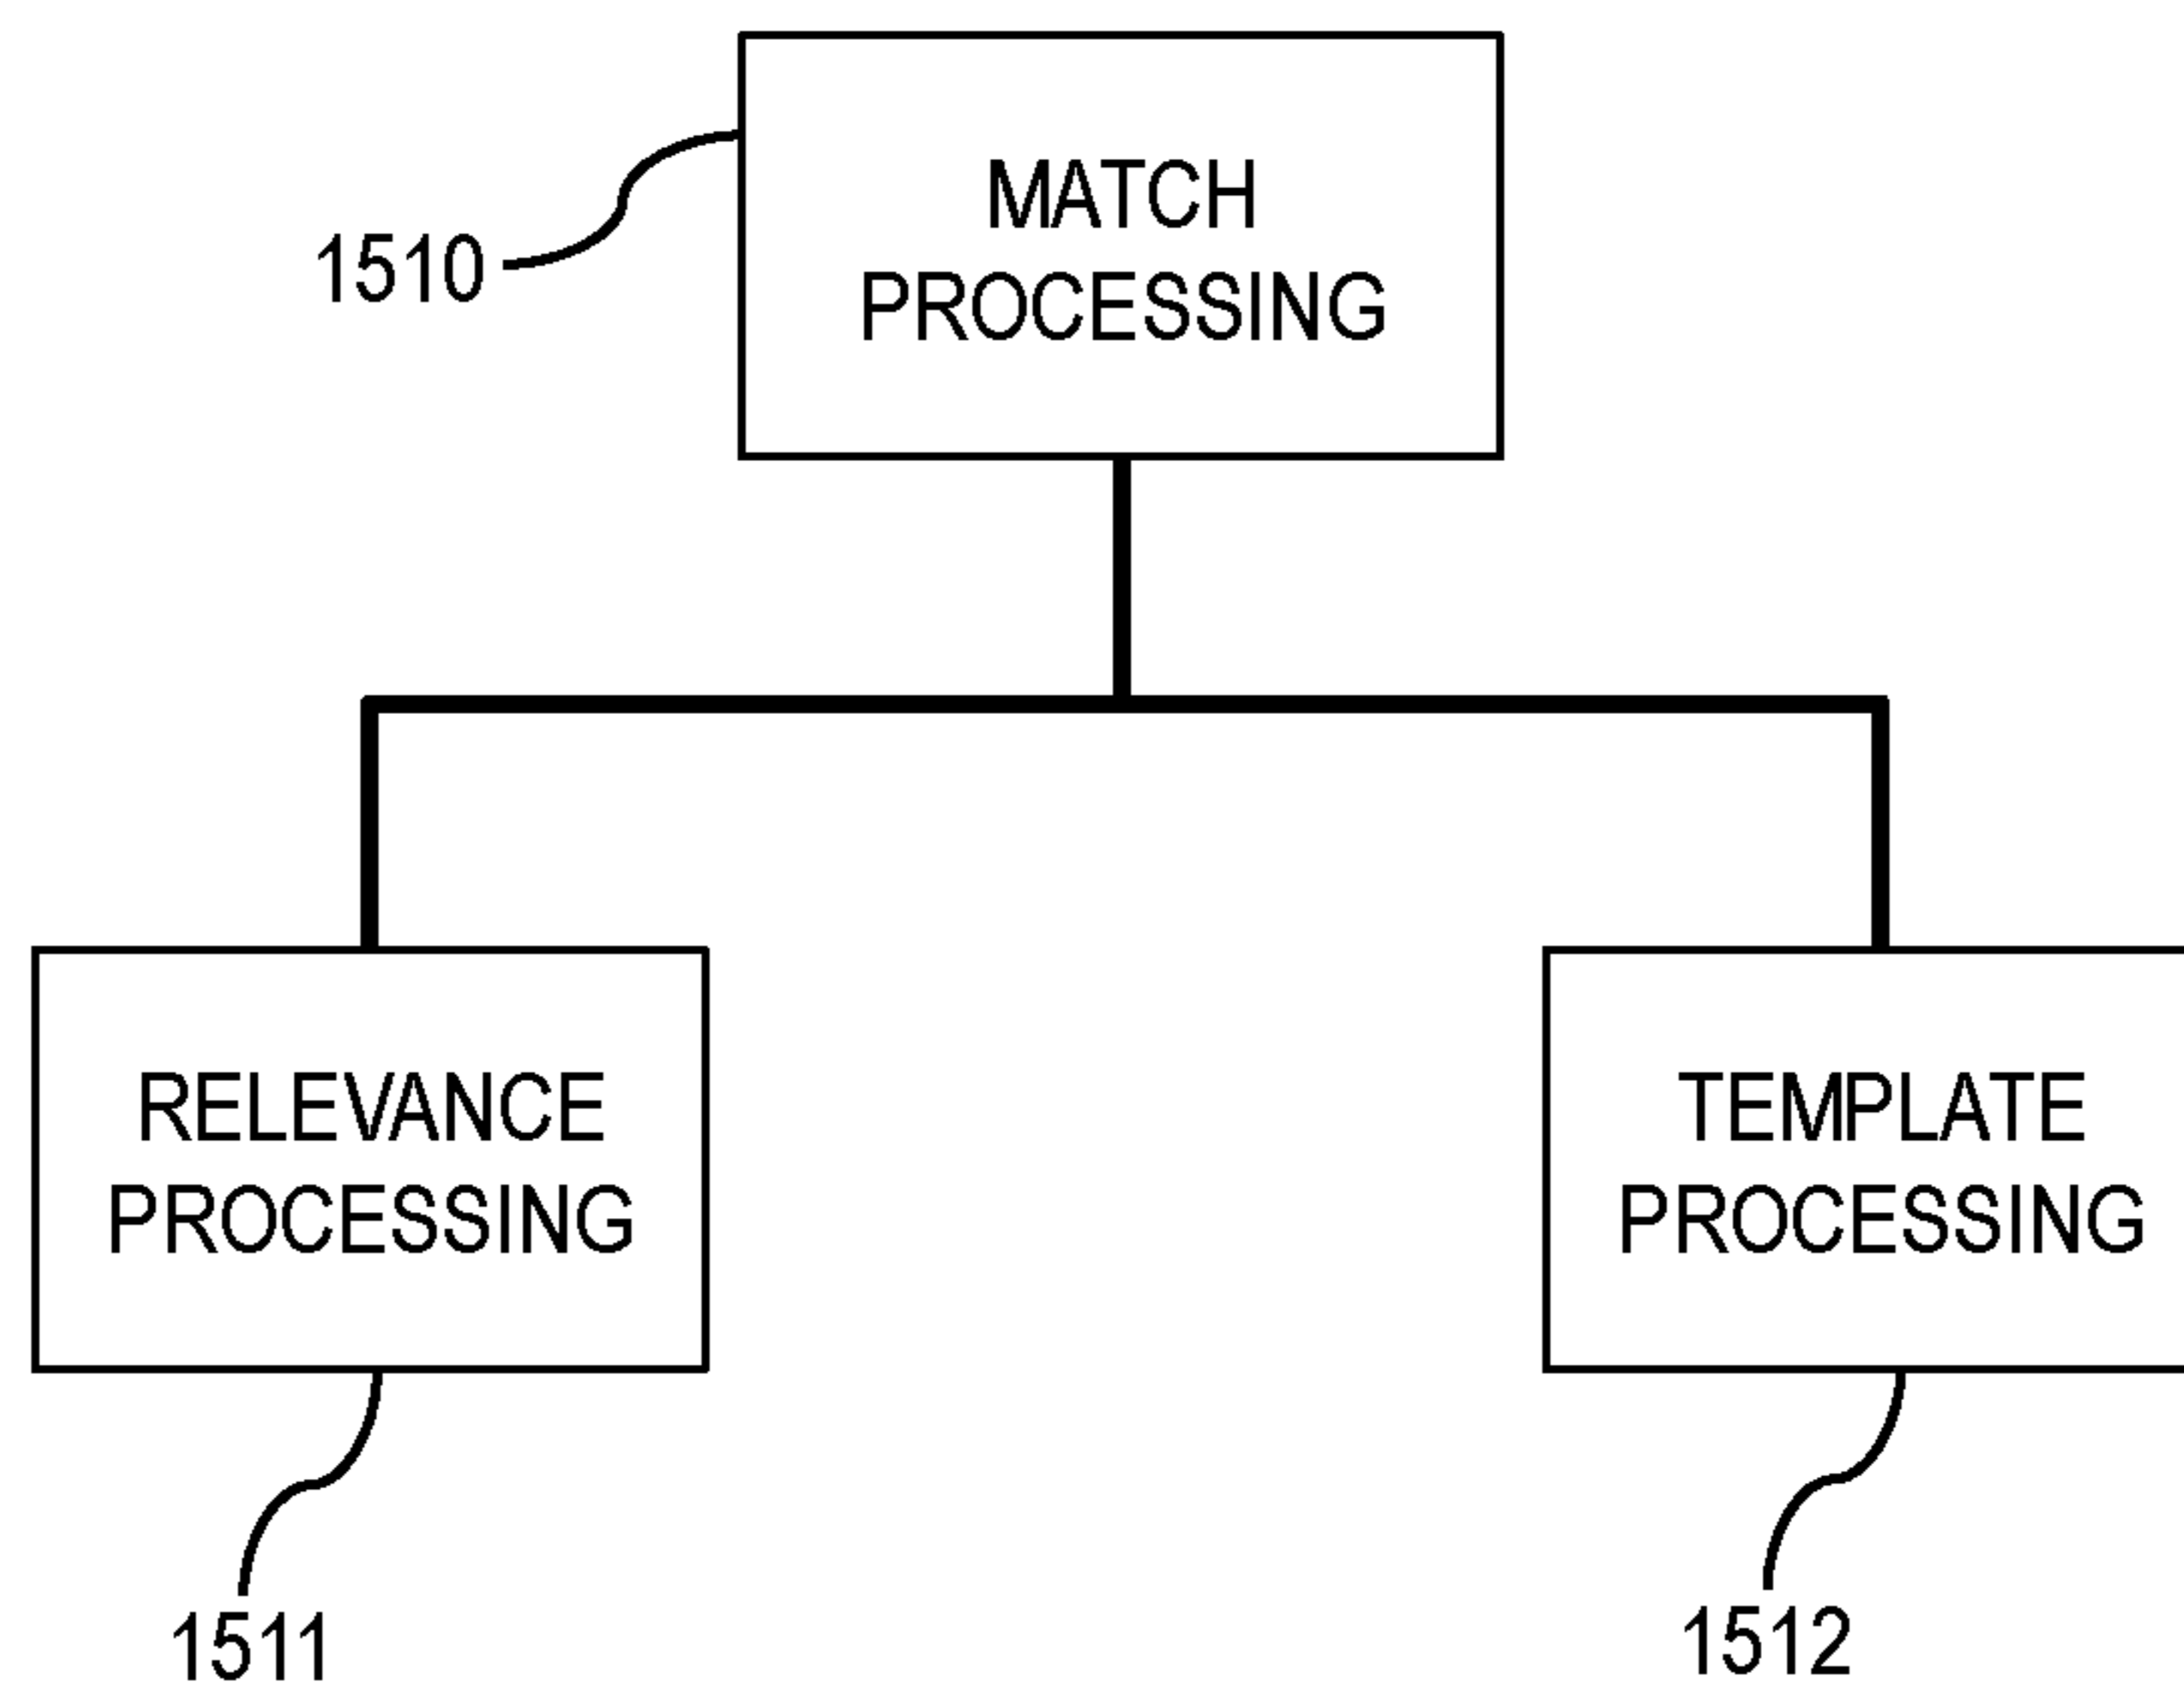 MATCH
PROCESSING
1510
RELEVANCE
PROCESSING
TEMPLATE
PROCESSING
1511
1512